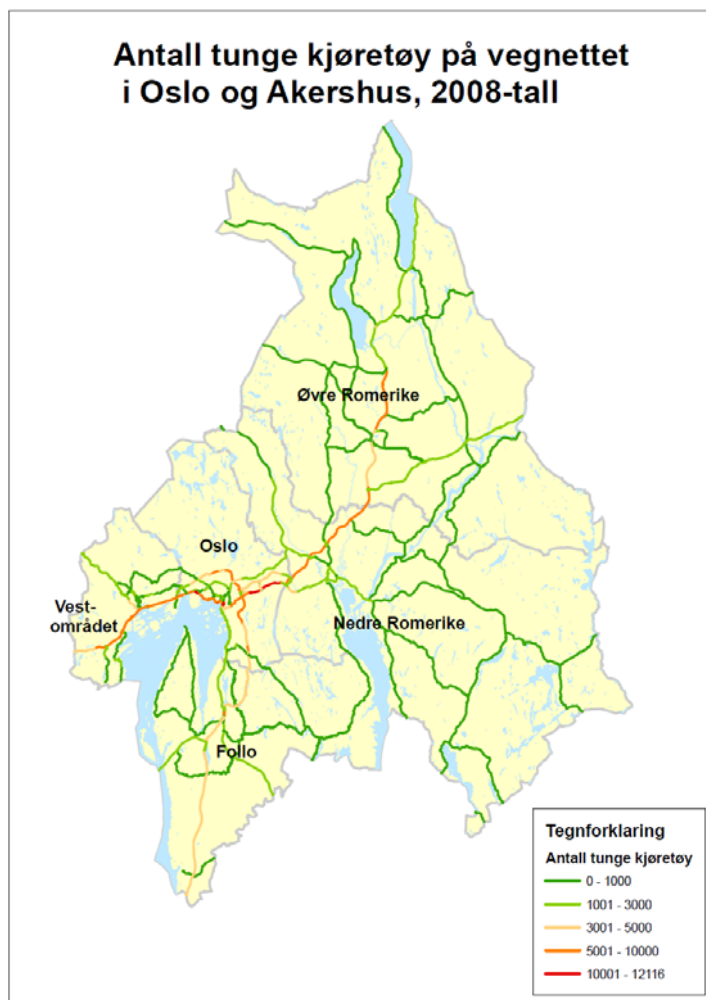 Antall tunge kjøretøy på vegnettet
i Oslo og Akershus, 2008-tall
Øvre Romerike
Oslo
Vest-
området
Nedre Romerike
Follo
Tegnforklaring
Antall tunge kjøretøy
0 - 1000
1001 - 3000
3001 - 5000
5001 - 10000
10001 - 12116